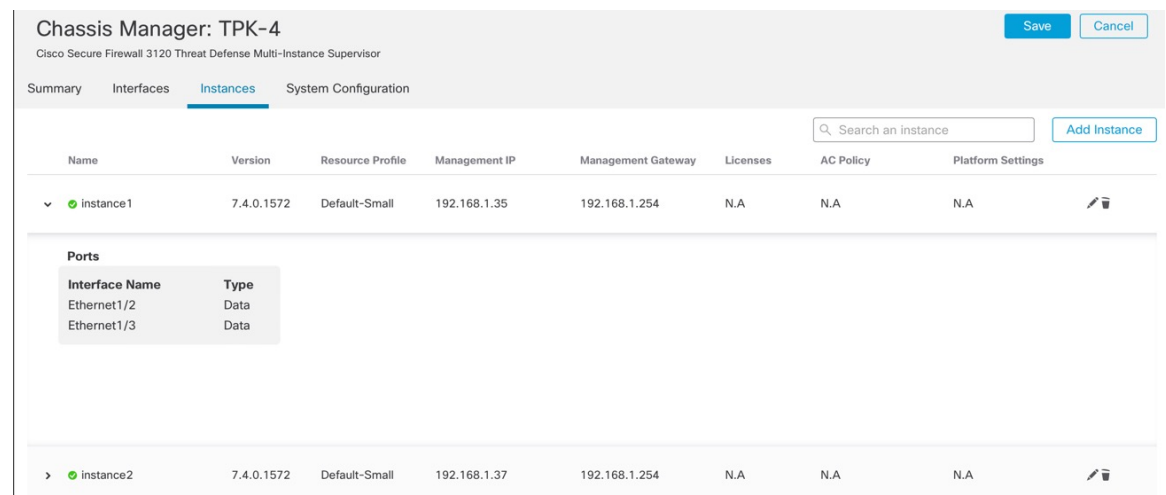 Chassis Manager: TPK-4
Save
Cancel
Cisco Secure Firewall 3120 Threat Defense Multi-Instance Supervisor
Summary Interfaces Instances System Configuration
Search an instance
Add Instance
Name Version Resource Profile Management IP Management Gateway Licenses AC Policy Platform Settings
instance1 7.4.0.1572 Default-Small 192.168.1.35 192.168.1.254 N.A N.A N.A
Ports
Interface Name Type
Ethernet1/2 Data
Ethernet1/3 Data
instance2 7.4.0.1572 Default-Small 192.168.1.37 192.168.1.254 N.A N.A N.A